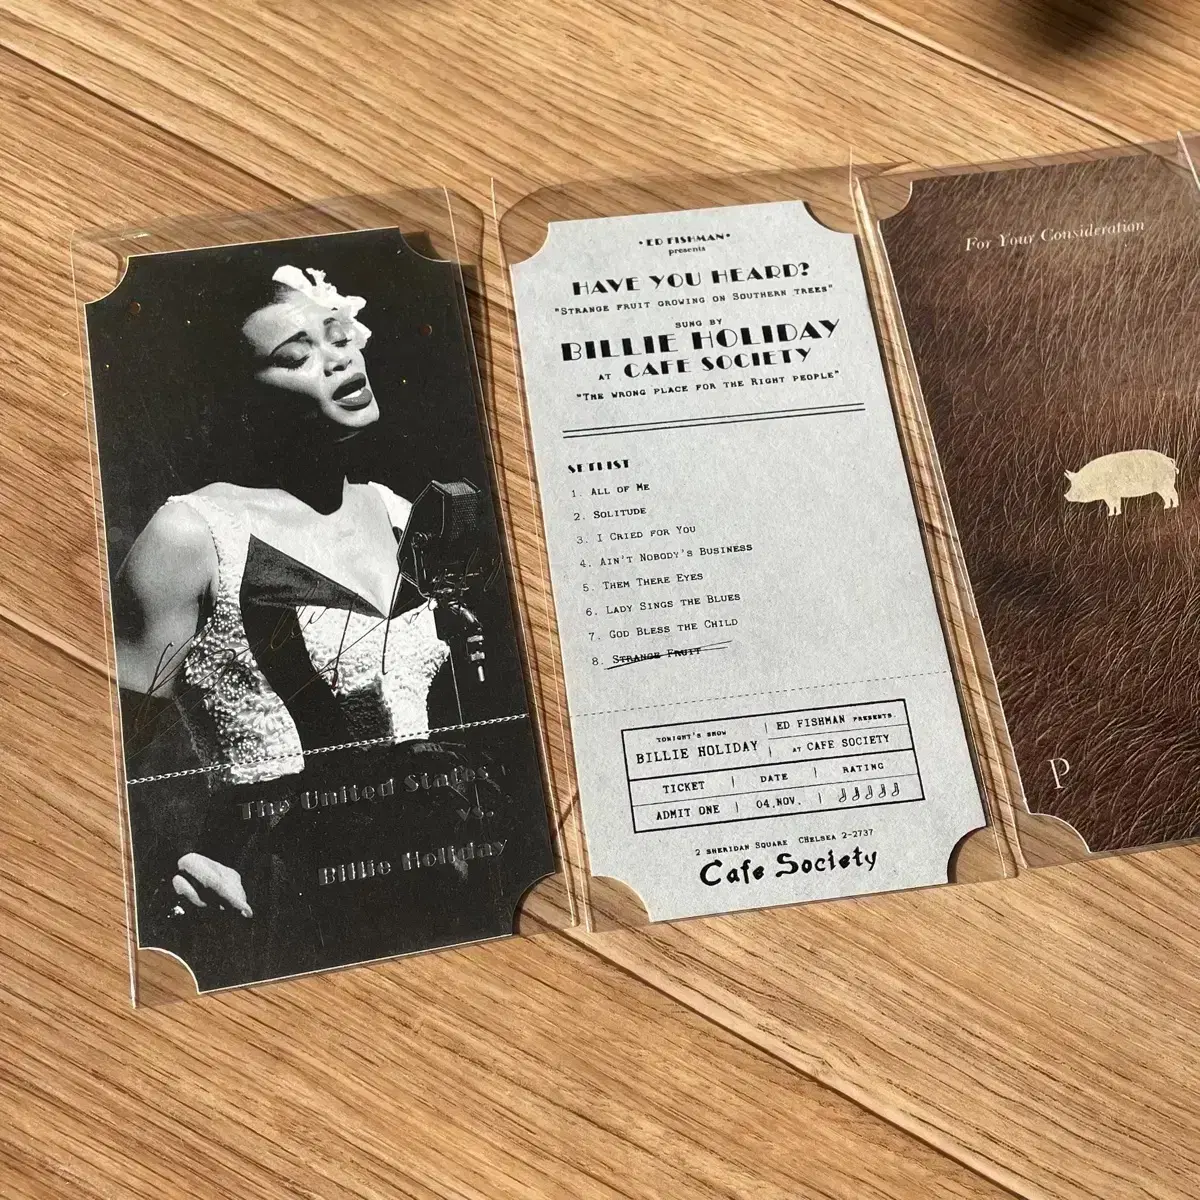 The United States
vs.
Billie Holiday
•ED FISHMAN•
presents
HAVE YOU HEARD?
"STRANGE FRUIT GROWING ON SOUTHERN TREES"
SUNG BY
BILLIE HOLIDAY
AT CAFE SOCIETY
"THE WRONG PLACE FOR THE RIGHT PEOPLE"
SETLIST
1. ALL OF ME
2. SOLITUDE
3. I CRIED FOR YOU
4. AIN'T NOBODY'S BUSINESS
5. THEM THERE EYES
6. LADY SINGS THE BLUES
7. GOD BLESS THE CHILD
8. STRANGE FRUIT
TONIGHT'S SHOW | ED FISHMAN PRESENTS.
BILLIE HOLIDAY | AT CAFE SOCIETY
TICKET | DATE | RATING
ADMIT ONE | 04.NOV. |
2 SHERIDAN SQUARE CHELSEA 2-2737
Cafe Society
For Your Consideration
P